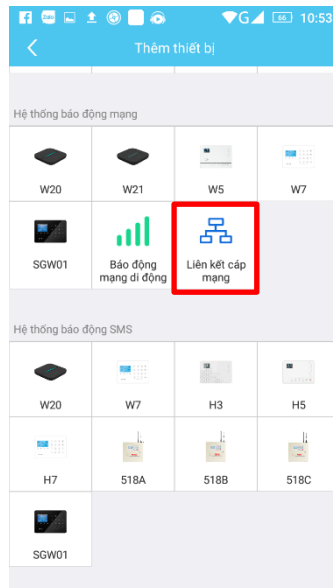 G 66 10:53
Thêm thiết bị
Hệ thống báo động mạng
W20 W21 W5 W7
SGW01 Báo động mạng di động Liên kết cáp mạng
Hệ thống báo động SMS
W20 W7 H3 H5
H7 518A 518B 518C
SGW01